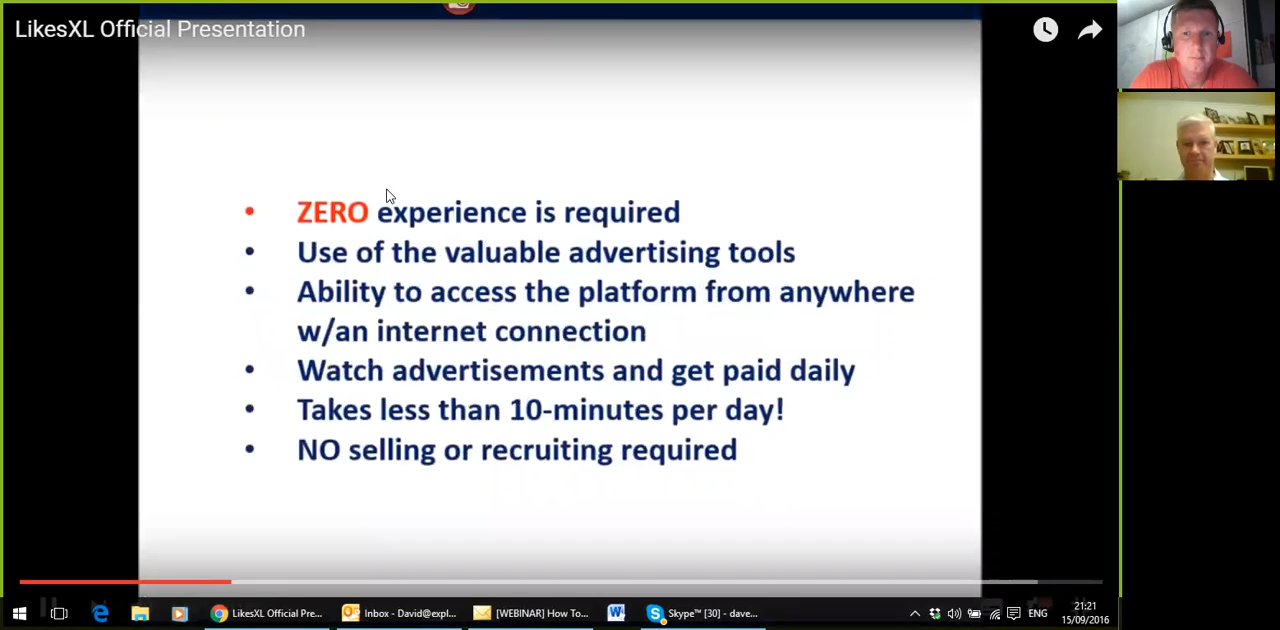 LikesXL Official Presentation
ZERO experience is required
Use of the valuable advertising tools
Ability to access the platform from anywhere
w/an internet connection
Watch advertisements and get paid daily
Takes less than 10-minutes per day!
NO selling or recruiting required
LikesXL Official Pre...
Inbox - David@expl...
[WEBINAR] How To...
Skype™ [30] - dave...
ENG
21:21
15/09/2016